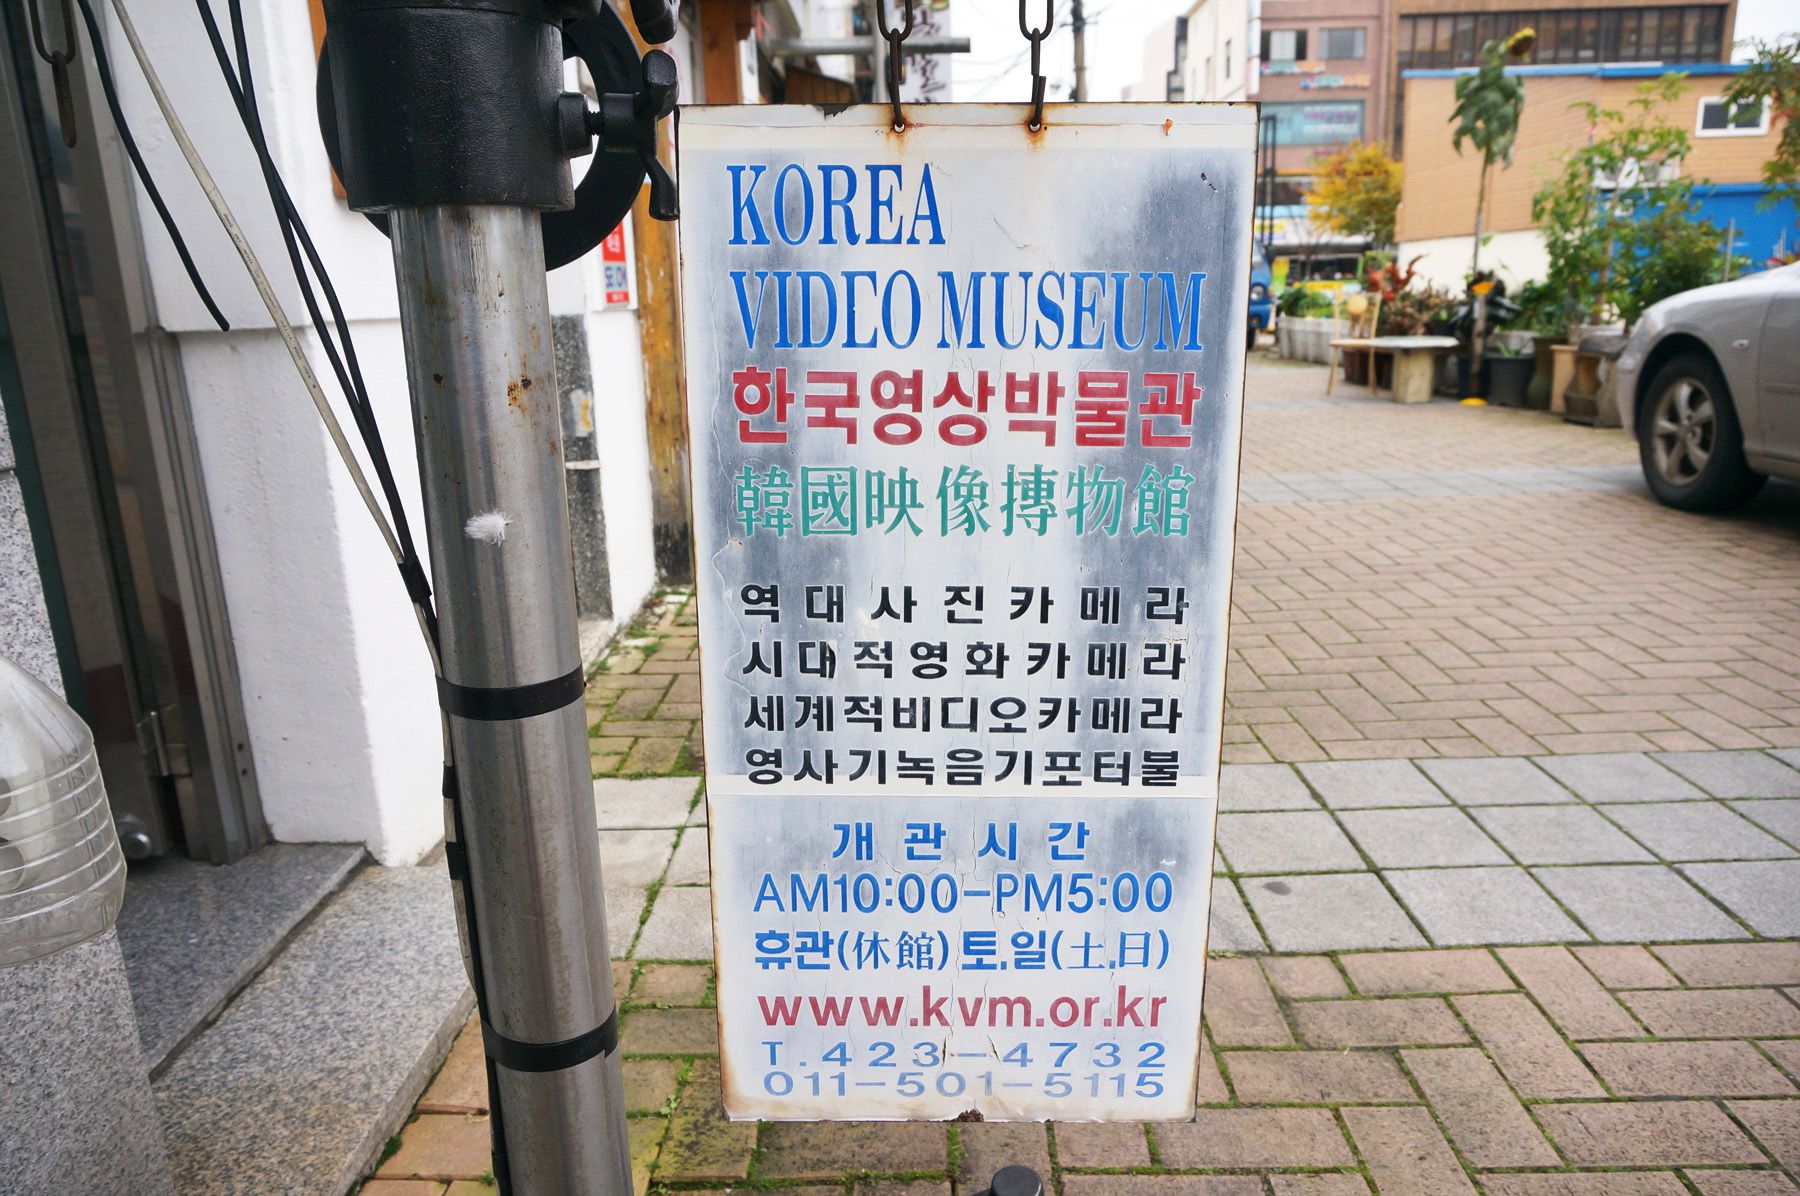 KOREA
VIDEO MUSEUM
한국영상박물관
韓國映像搏物館
역대사진카메라
시대적영화카메라
세계적비디오카메라
영사기녹음기포터블
개관시간
AM10:00-PM5:00
휴관(休館) 토.일(土.日)
www.kvm.or.kr
T.423-4732
011-501-5115